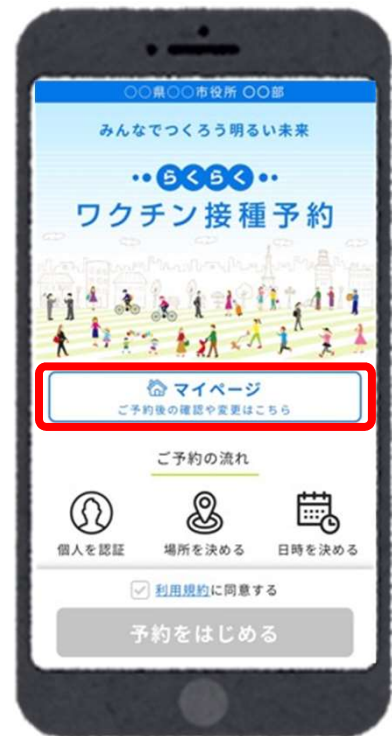 ○○県○○市役所 ○○部
みんなでつくろう明るい未来
らくらく
ワクチン接種予約
マイページ
ご予約後の確認や変更はこちら
ご予約の流れ
個人を認証 場所を決める 日時を決める
利用規約に同意する
予約をはじめる